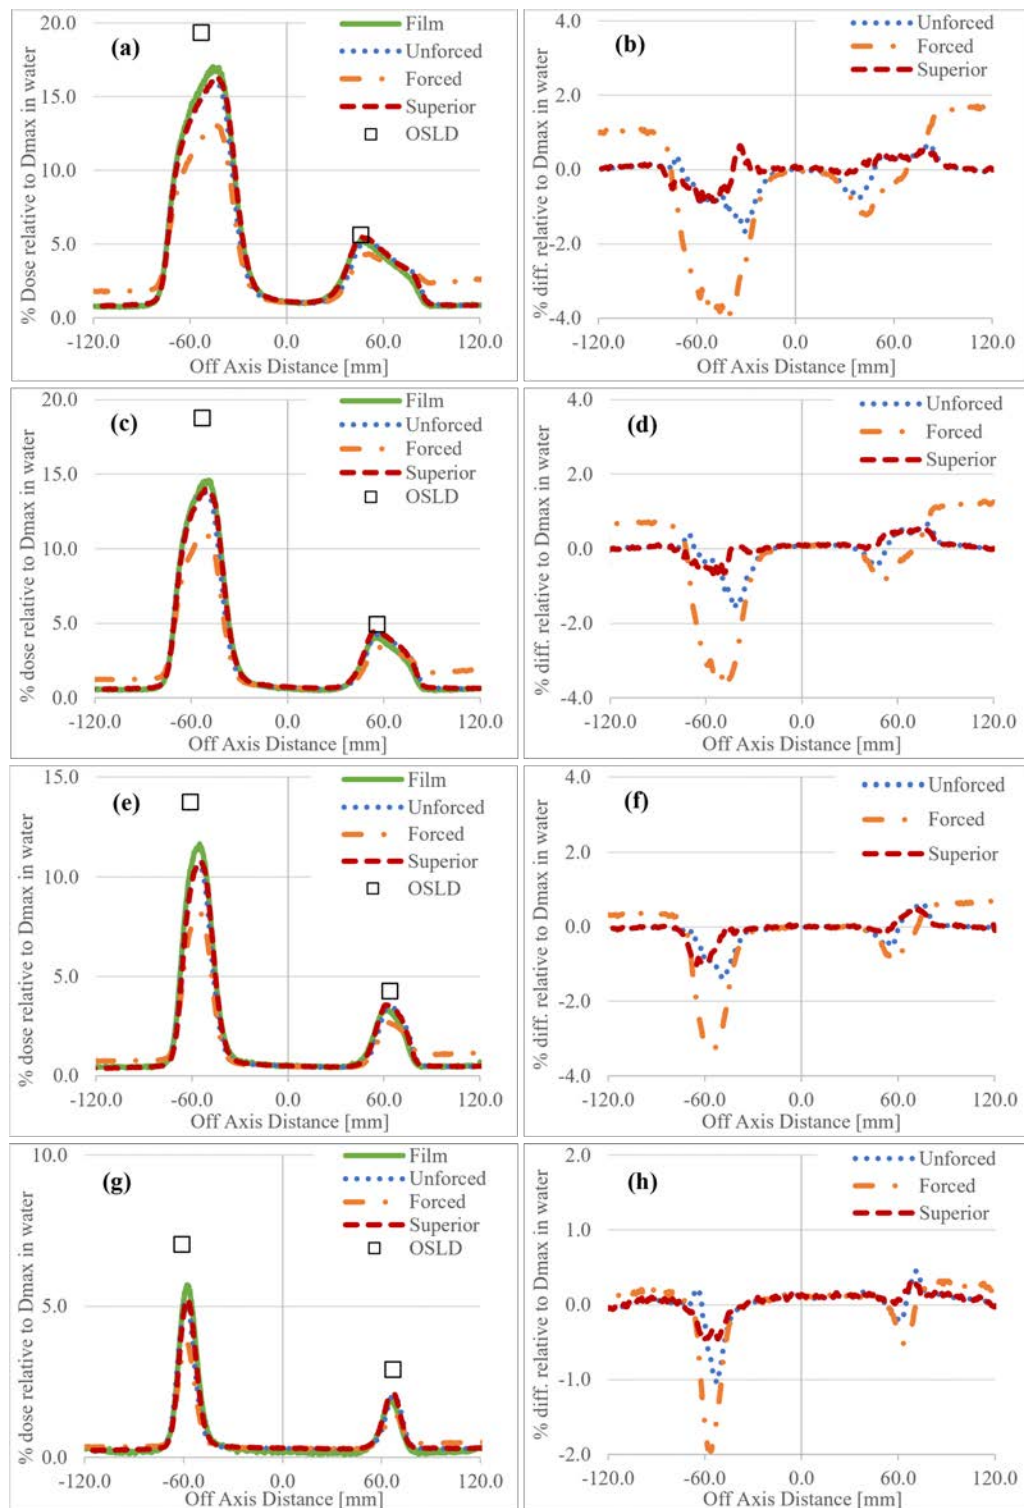 (a)
% Dose relative to Dmax in water
20.0
15.0
10.0
5.0
0.0
-120.0 -60.0 0.0 60.0 120.0
Off Axis Distance [mm]
Film
Unforced
Forced
Superior
OSLD
(b)
% diff. relative to Dmax in water
4.0
2.0
0.0
-2.0
-4.0
-120.0 -60.0 0.0 60.0 120.0
Off Axis Distance [mm]
Unforced
Forced
Superior
(c)
% dose relative to Dmax in water
20.0
15.0
10.0
5.0
0.0
-120.0 -60.0 0.0 60.0 120.0
Off Axis Distance [mm]
Film
Unforced
Forced
Superior
OSLD
(d)
% diff. relative to Dmax in water
4.0
2.0
0.0
-2.0
-4.0
-120.0 -60.0 0.0 60.0 120.0
Off Axis Distance [mm]
Unforced
Forced
Superior
(e)
% dose relative to Dmax in water
15.0
10.0
5.0
0.0
-120.0 -60.0 0.0 60.0 120.0
Off Axis Distance [mm]
Film
Unforced
Forced
Superior
OSLD
(f)
% diff. relative to Dmax in water
4.0
2.0
0.0
-2.0
-4.0
-120.0 -60.0 0.0 60.0 120.0
Off Axis Distance [mm]
Unforced
Forced
Superior
(g)
% dose relative to Dmax in water
10.0
5.0
0.0
-120.0 -60.0 0.0 60.0 120.0
Off Axis Distance [mm]
Film
Unforced
Forced
Superior
OSLD
(h)
% diff. relative to Dmax in water
2.0
1.0
0.0
-1.0
-2.0
-120.0 -60.0 0.0 60.0 120.0
Off Axis Distance [mm]
Unforced
Forced
Superior